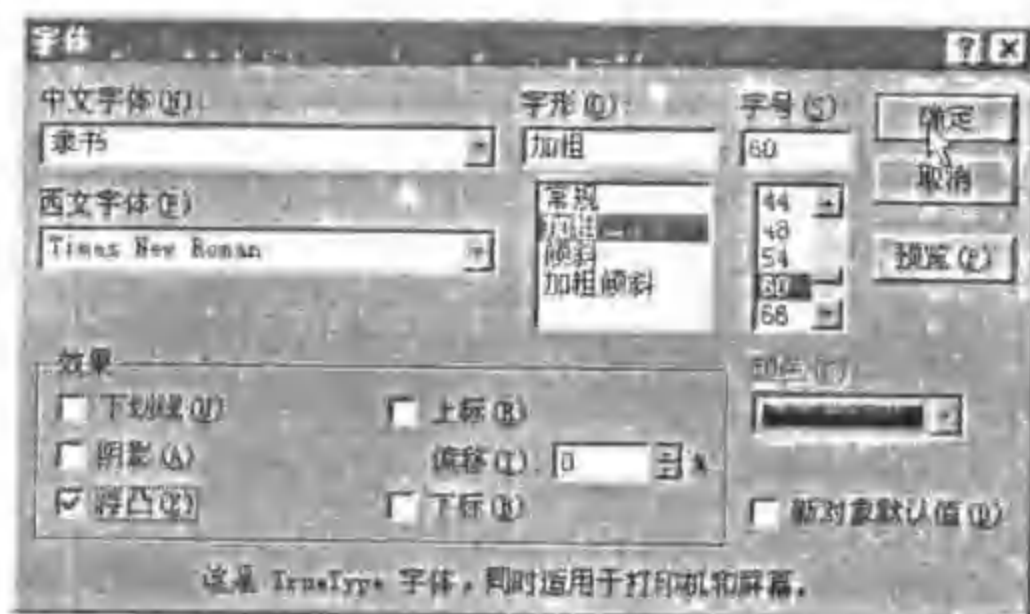 字体
中文字体(N): 字形(O): 字号(S): 确定
隶书 加粗 60 取消
西文字体(F) 常规 44
Times New Roman 加粗 48 预览(P)
倾斜 54
加粗倾斜 60
68
效果 颜色(C):
下划线(U) 上标(R)
阴影(A) 偏移(T): 0 %
浮凸(E) 下标(B) 新对象默认值(D)
这是 TrueType 字体，同时适用于打印机和屏幕。